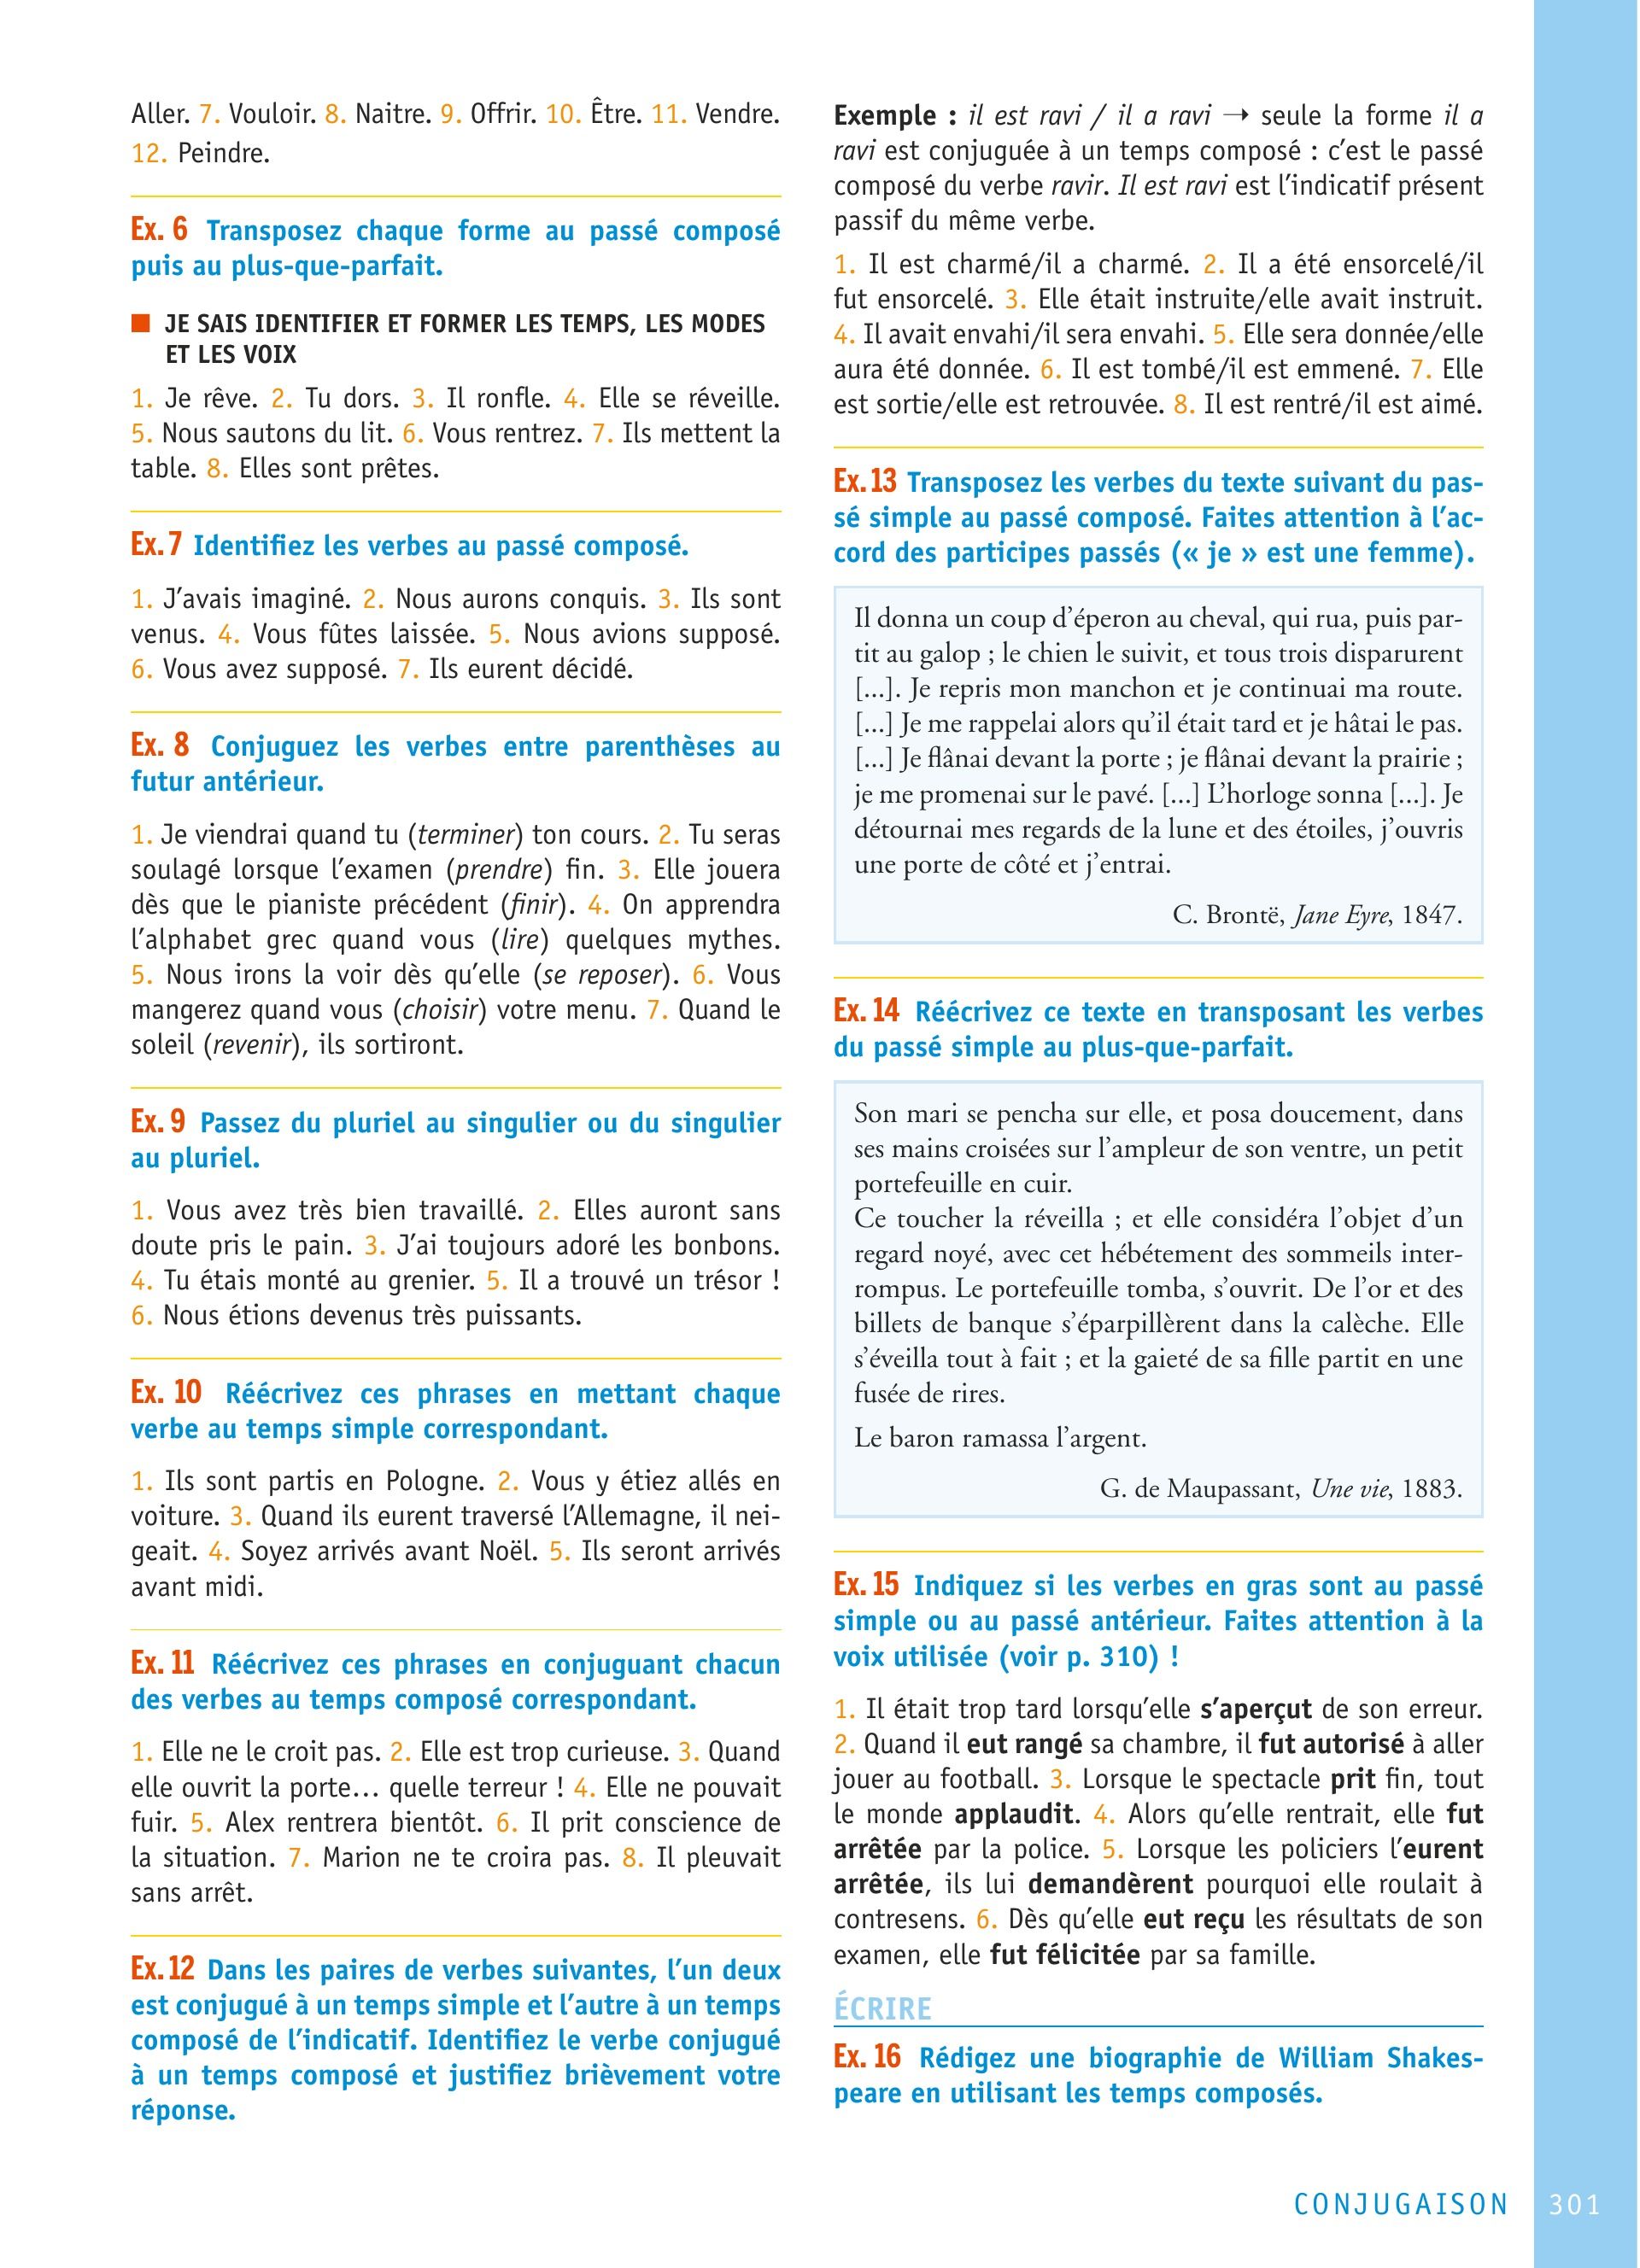 Aller. 7. Vouloir. 8. Naitre. 9. Offrir. 10. Être. 11. Vendre.
12. Peindre.
Ex. 6 Transposez chaque forme au passé composé
puis au plus-que-parfait.
■ JE SAIS IDENTIFIER ET FORMER LES TEMPS, LES MODES
ET LES VOIX
1. Je rêve. 2. Tu dors. 3. Il ronfle. 4. Elle se réveille.
5. Nous sautons du lit. 6. Vous rentrez. 7. Ils mettent la
table. 8. Elles sont prêtes.
Ex. 7 Identifiez les verbes au passé composé.
1. J’avais imaginé. 2. Nous aurons conquis. 3. Ils sont
venus. 4. Vous fûtes laissée. 5. Nous avions supposé.
6. Vous avez supposé. 7. Ils eurent décidé.
Ex. 8 Conjuguez les verbes entre parenthèses au
futur antérieur.
1. Je viendrai quand tu (terminer) ton cours. 2. Tu seras
soulagé lorsque l’examen (prendre) fin. 3. Elle jouera
dès que le pianiste précédent (finir). 4. On apprendra
l’alphabet grec quand vous (lire) quelques mythes.
5. Nous irons la voir dès qu’elle (se reposer). 6. Vous
mangerez quand vous (choisir) votre menu. 7. Quand le
soleil (revenir), ils sortiront.
Ex. 9 Passez du pluriel au singulier ou du singulier
au pluriel.
1. Vous avez très bien travaillé. 2. Elles auront sans
doute pris le pain. 3. J’ai toujours adoré les bonbons.
4. Tu étais monté au grenier. 5. Il a trouvé un trésor !
6. Nous étions devenus très puissants.
Ex. 10 Réécrivez ces phrases en mettant chaque
verbe au temps simple correspondant.
1. Ils sont partis en Pologne. 2. Vous y étiez allés en
voiture. 3. Quand ils eurent traversé l’Allemagne, il nei-
geait. 4. Soyez arrivés avant Noël. 5. Ils seront arrivés
avant midi.
Ex. 11 Réécrivez ces phrases en conjuguant chacun
des verbes au temps composé correspondant.
1. Elle ne le croit pas. 2. Elle est trop curieuse. 3. Quand
elle ouvrit la porte… quelle terreur ! 4. Elle ne pouvait
fuir. 5. Alex rentrera bientôt. 6. Il prit conscience de
la situation. 7. Marion ne te croira pas. 8. Il pleuvait
sans arrêt.
Ex. 12 Dans les paires de verbes suivantes, l’un deux
est conjugué à un temps simple et l’autre à un temps
composé de l’indicatif. Identifiez le verbe conjugué
à un temps composé et justifiez brièvement votre
réponse.
Exemple : il est ravi / il a ravi → seule la forme il a
ravi est conjuguée à un temps composé : c’est le passé
composé du verbe ravir. Il est ravi est l’indicatif présent
passif du même verbe.
1. Il est charmé/il a charmé. 2. Il a été ensorcelé/il
fut ensorcelé. 3. Elle était instruite/elle avait instruit.
4. Il avait envahi/il sera envahi. 5. Elle sera donnée/elle
aura été donnée. 6. Il est tombé/il est emmené. 7. Elle
est sortie/elle est retrouvée. 8. Il est rentré/il est aimé.
Ex. 13 Transposez les verbes du texte suivant du pas-
sé simple au passé composé. Faites attention à l’ac-
cord des participes passés (« je » est une femme).
Il donna un coup d’éperon au cheval, qui rua, puis par-
tit au galop ; le chien le suivit, et tous trois disparurent
[...]. Je repris mon manchon et je continuai ma route.
[...] Je me rappelai alors qu’il était tard et je hâtai le pas.
[...] Je flânai devant la porte ; je flânai devant la prairie ;
je me promenai sur le pavé. [...] L’horloge sonna [...]. Je
détournai mes regards de la lune et des étoiles, j’ouvris
une porte de côté et j’entrai.
C. Brontë, Jane Eyre, 1847.
Ex. 14 Réécrivez ce texte en transposant les verbes
du passé simple au plus-que-parfait.
Son mari se pencha sur elle, et posa doucement, dans
ses mains croisées sur l’ampleur de son ventre, un petit
portefeuille en cuir.
Ce toucher la réveilla ; et elle considéra l’objet d’un
regard noyé, avec cet hébétement des sommeils inter-
rompus. Le portefeuille tomba, s’ouvrit. De l’or et des
billets de banque s’éparpillèrent dans la calèche. Elle
s’éveilla tout à fait ; et la gaieté de sa fille partit en une
fusée de rires.
Le baron ramassa l’argent.
G. de Maupassant, Une vie, 1883.
Ex. 15 Indiquez si les verbes en gras sont au passé
simple ou au passé antérieur. Faites attention à la
voix utilisée (voir p. 310) !
1. Il était trop tard lorsqu’elle s’aperçut de son erreur.
2. Quand il eut rangé sa chambre, il fut autorisé à aller
jouer au football. 3. Lorsque le spectacle prit fin, tout
le monde applaudit. 4. Alors qu’elle rentrait, elle fut
arrêtée par la police. 5. Lorsque les policiers l’eurent
arrêtée, ils lui demandèrent pourquoi elle roulait à
contresens. 6. Dès qu’elle eut reçu les résultats de son
examen, elle fut félicitée par sa famille.
ÉCRIRE
Ex. 16 Rédigez une biographie de William Shakes-
peare en utilisant les temps composés.
CONJUGAISON 301